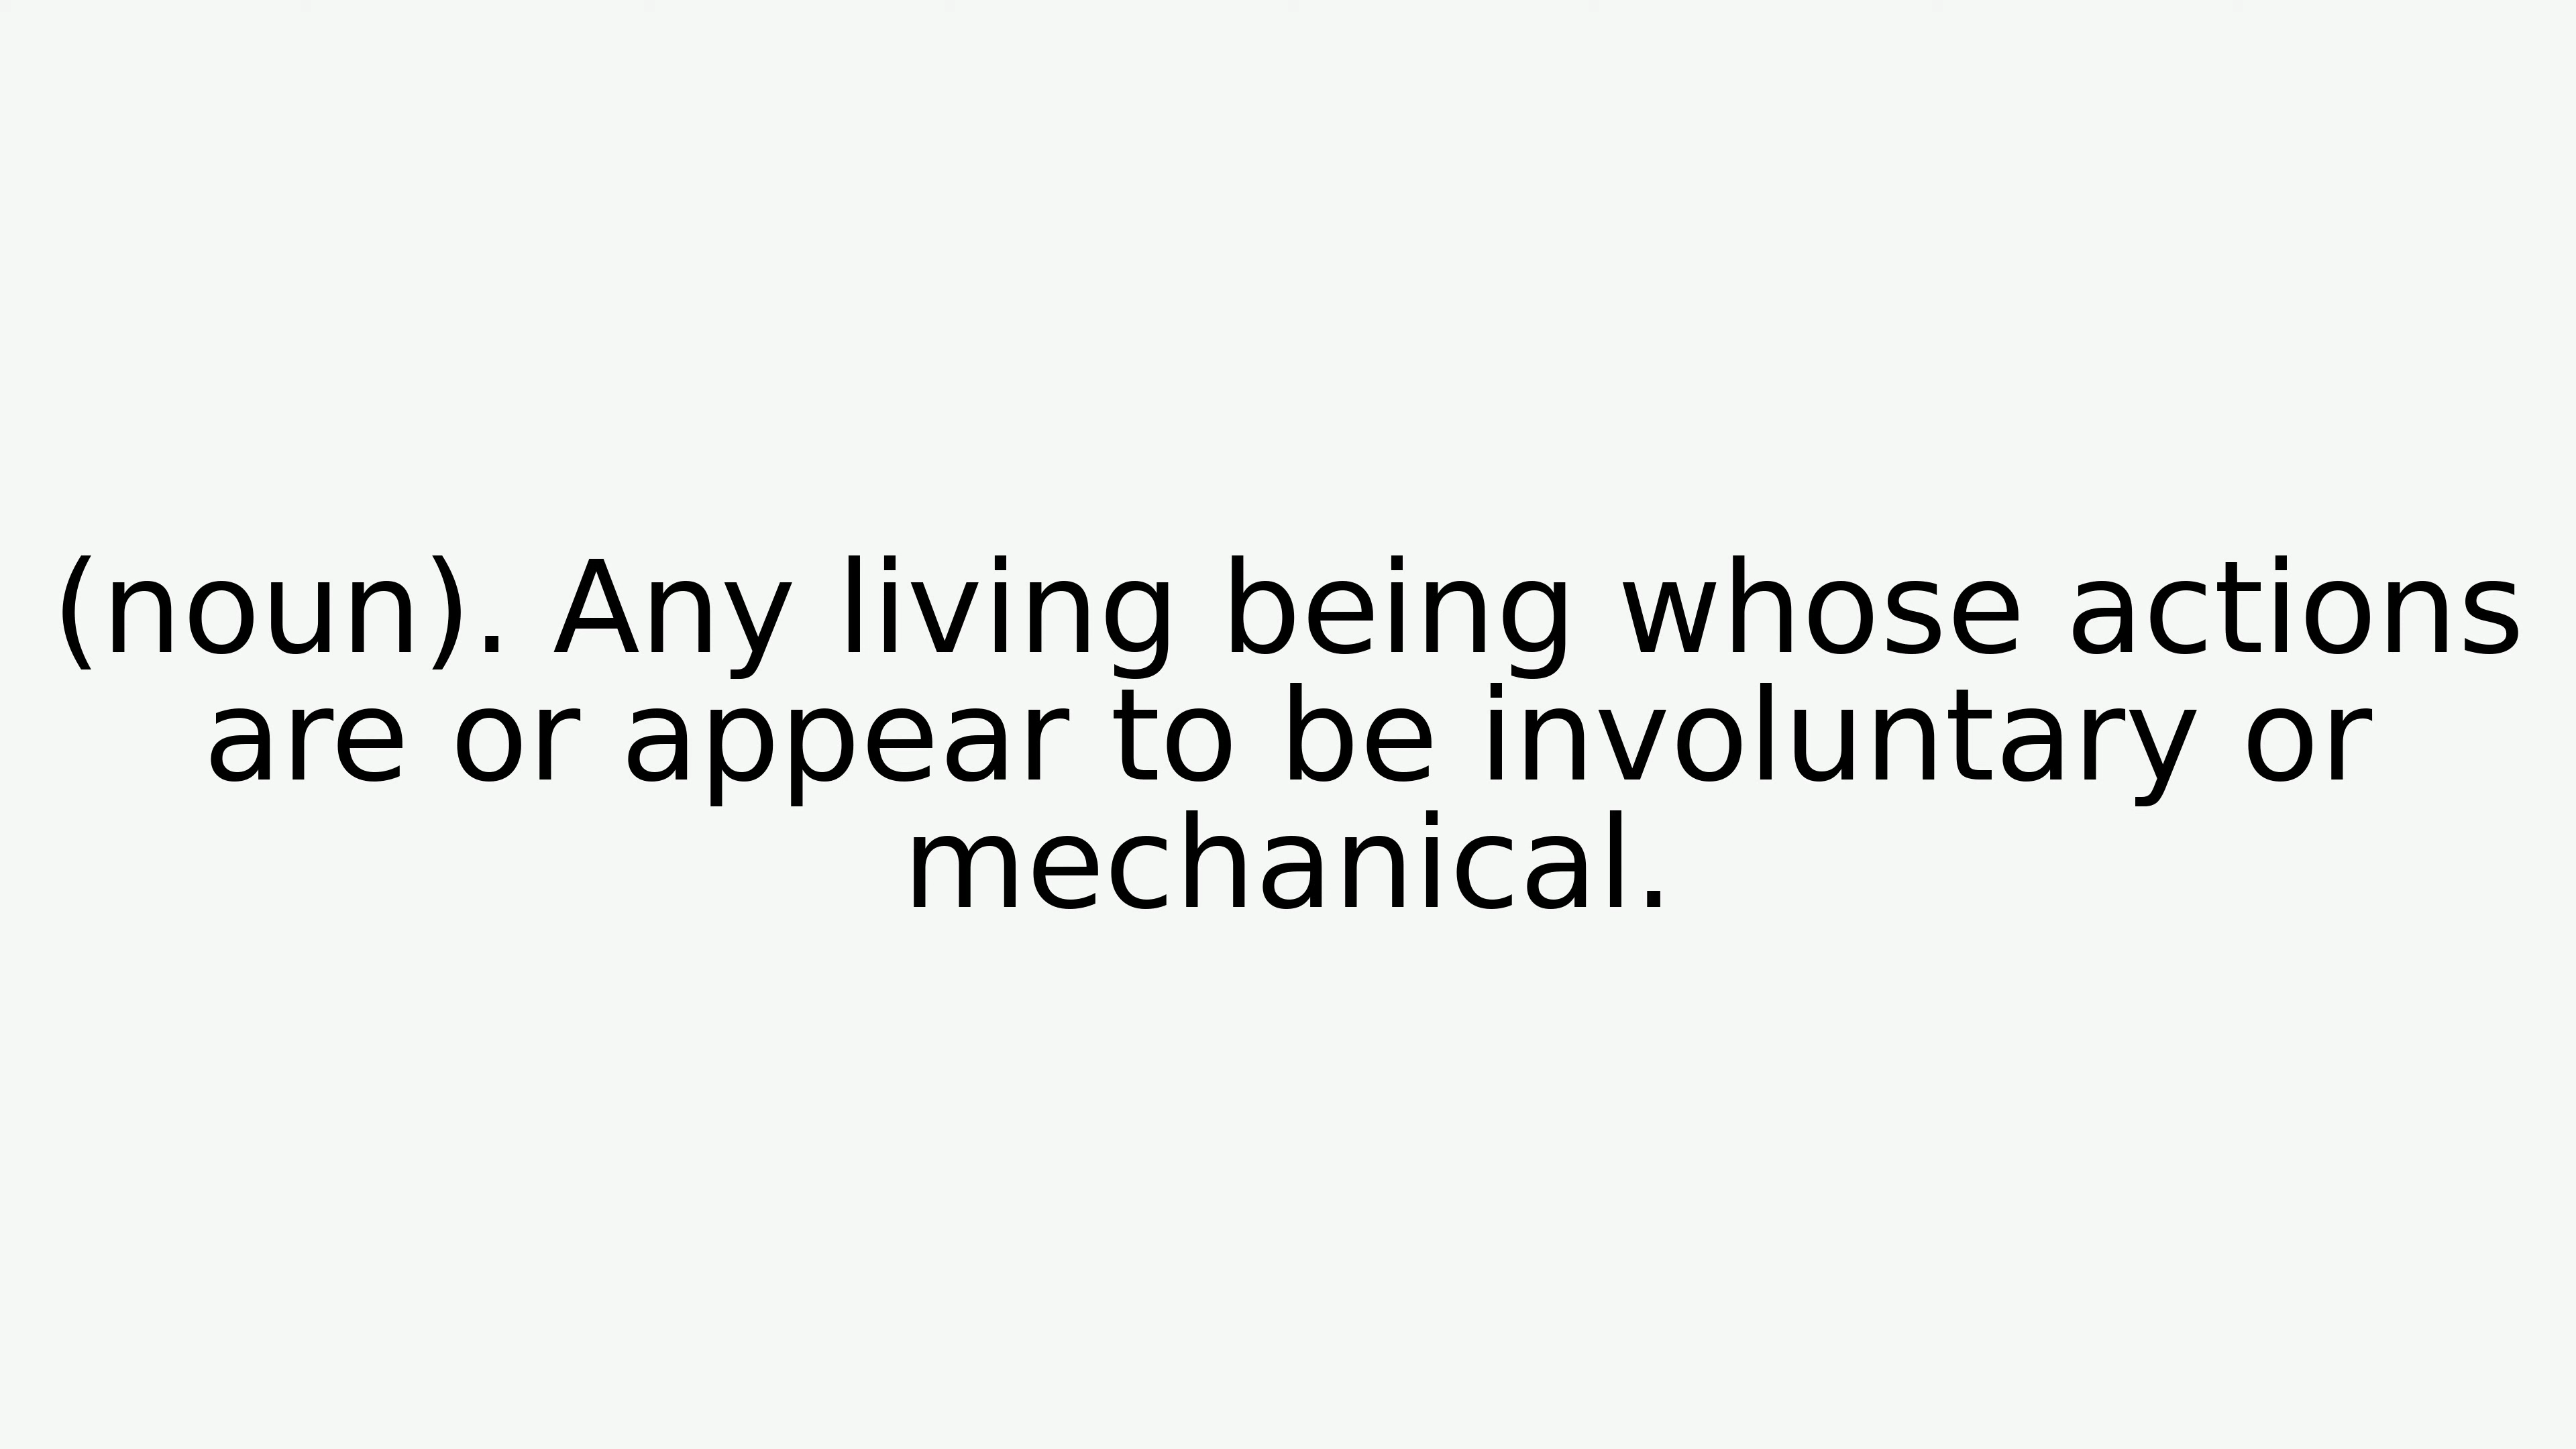 (noun). Any living being whose actions
are or appear to be involuntary or
mechanical.